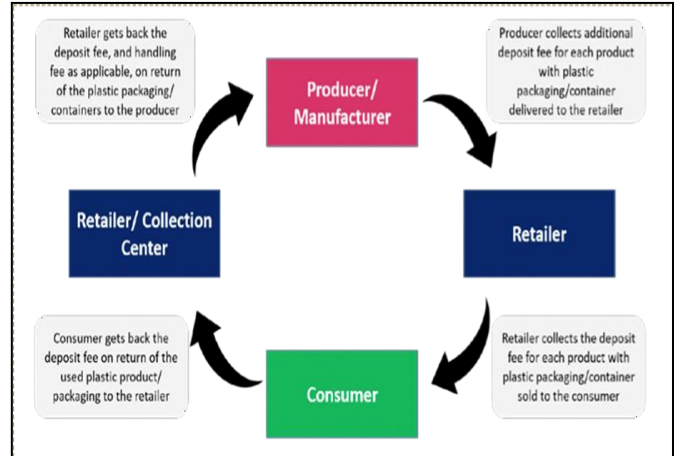 Retailer gets back the
deposit fee, and handling
fee as applicable, on return
of the plastic packaging/
containers to the producer
Producer/
Manufacturer
Producer collects additional
deposit fee for each product
with plastic
packaging/container
delivered to the retailer
Retailer/ Collection
Center
Retailer
Consumer gets back the
deposit fee on return of the
used plastic product/
packaging to the retailer
Consumer
Retailer collects the deposit
fee for each product with
plastic packaging/container
sold to the consumer